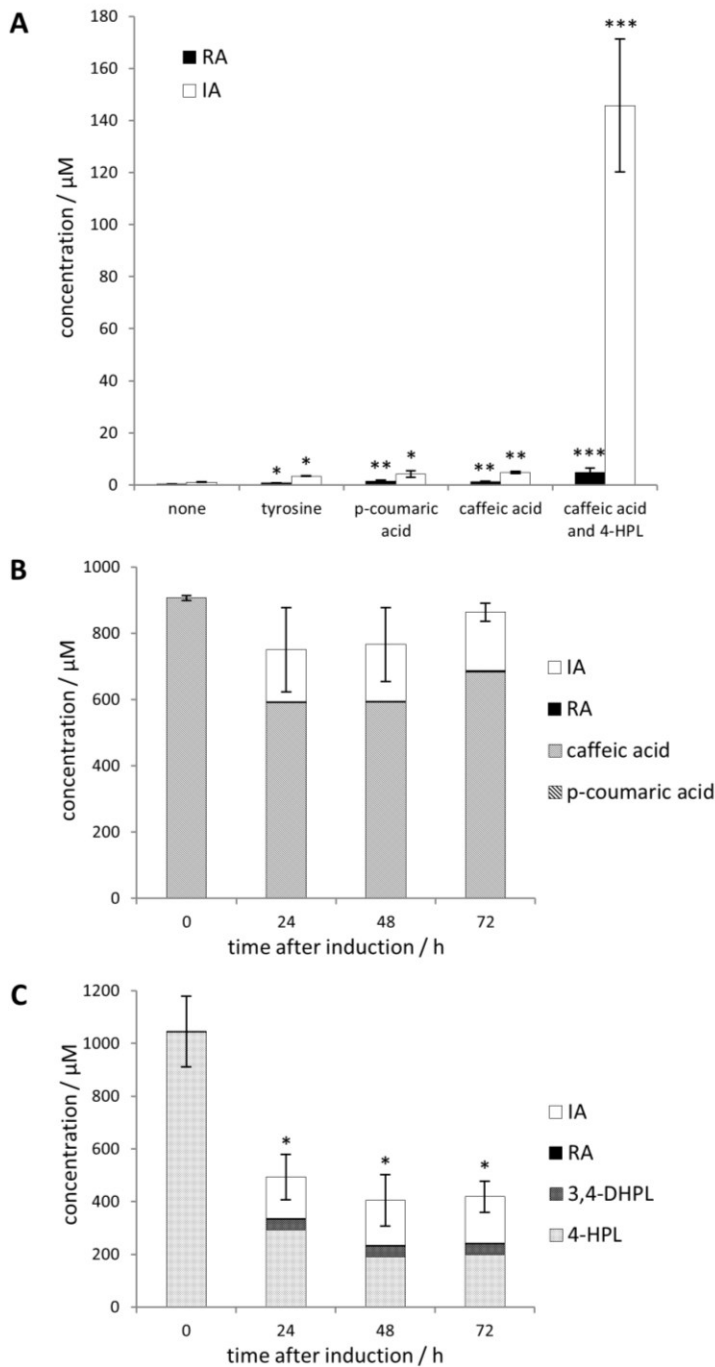 A
concentration / µM
180
160
140
120
100
80
60
40
20
0
RA
IA
* * ** * ** ** *** ***
none tyrosine p-coumaric acid caffeic acid caffeic acid and 4-HPL
B
concentration / µM
1000
800
600
400
200
0
0 24 48 72
time after induction / h
IA
RA
caffeic acid
p-coumaric acid
C
concentration / µM
1200
1000
800
600
400
200
0
* * *
0 24 48 72
time after induction / h
IA
RA
3,4-DHPL
4-HPL